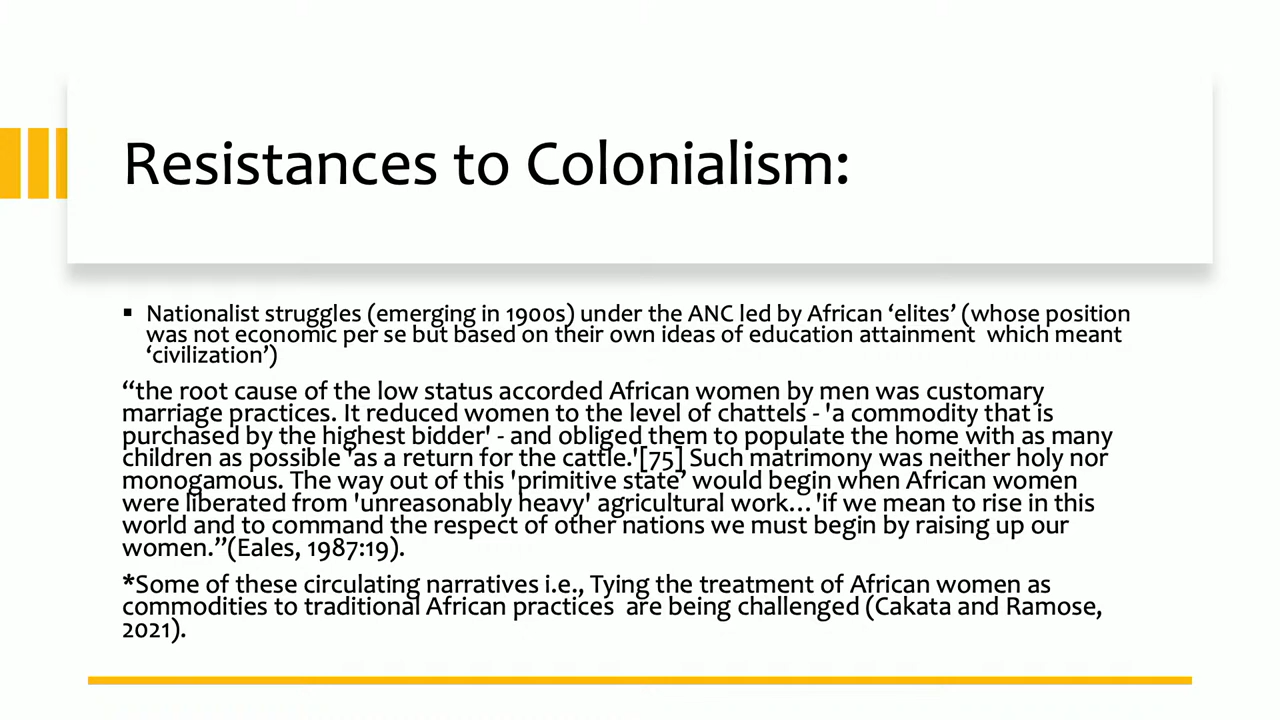 Resistances to Colonialism:
▪ Nationalist struggles (emerging in 1900s) under the ANC led by African ‘elites’ (whose position
was not economic per se but based on their own ideas of education attainment  which meant
‘civilization’)
“the root cause of the low status accorded African women by men was customary
marriage practices. It reduced women to the level of chattels - 'a commodity that is
purchased by the highest bidder' - and obliged them to populate the home with as many
children as possible 'as a return for the cattle.'[75] Such matrimony was neither holy nor
monogamous. The way out of this 'primitive state’ would begin when African women
were liberated from 'unreasonably heavy' agricultural work… 'if we mean to rise in this
world and to command the respect of other nations we must begin by raising up our
women.”(Eales, 1987:19).
*Some of these circulating narratives i.e., Tying the treatment of African women as
commodities to traditional African practices  are being challenged (Cakata and Ramose,
2021).